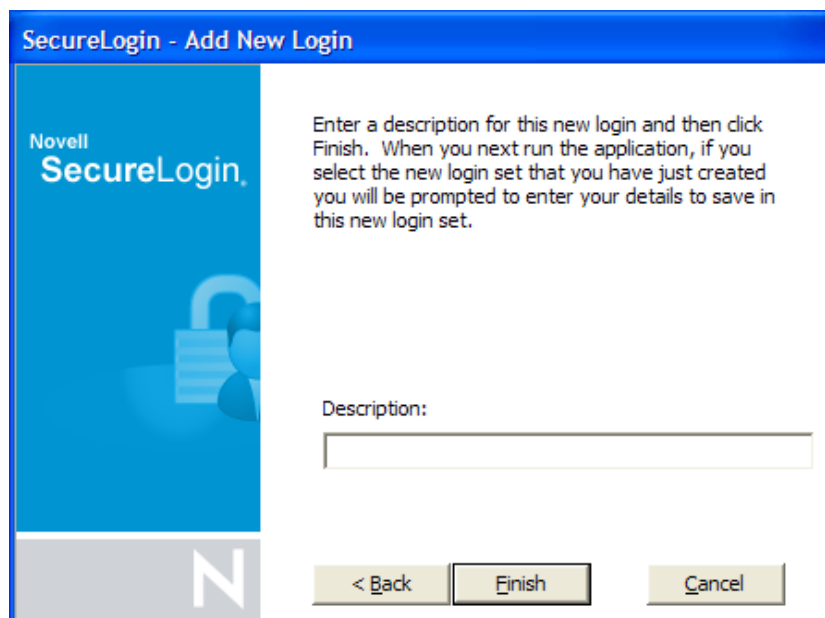 SecureLogin - Add New Login
Novell
SecureLogin.
Enter a description for this new login and then click
Finish. When you next run the application, if you
select the new login set that you have just created
you will be prompted to enter your details to save in
this new login set.
Description:
N
< Back
Finish
Cancel